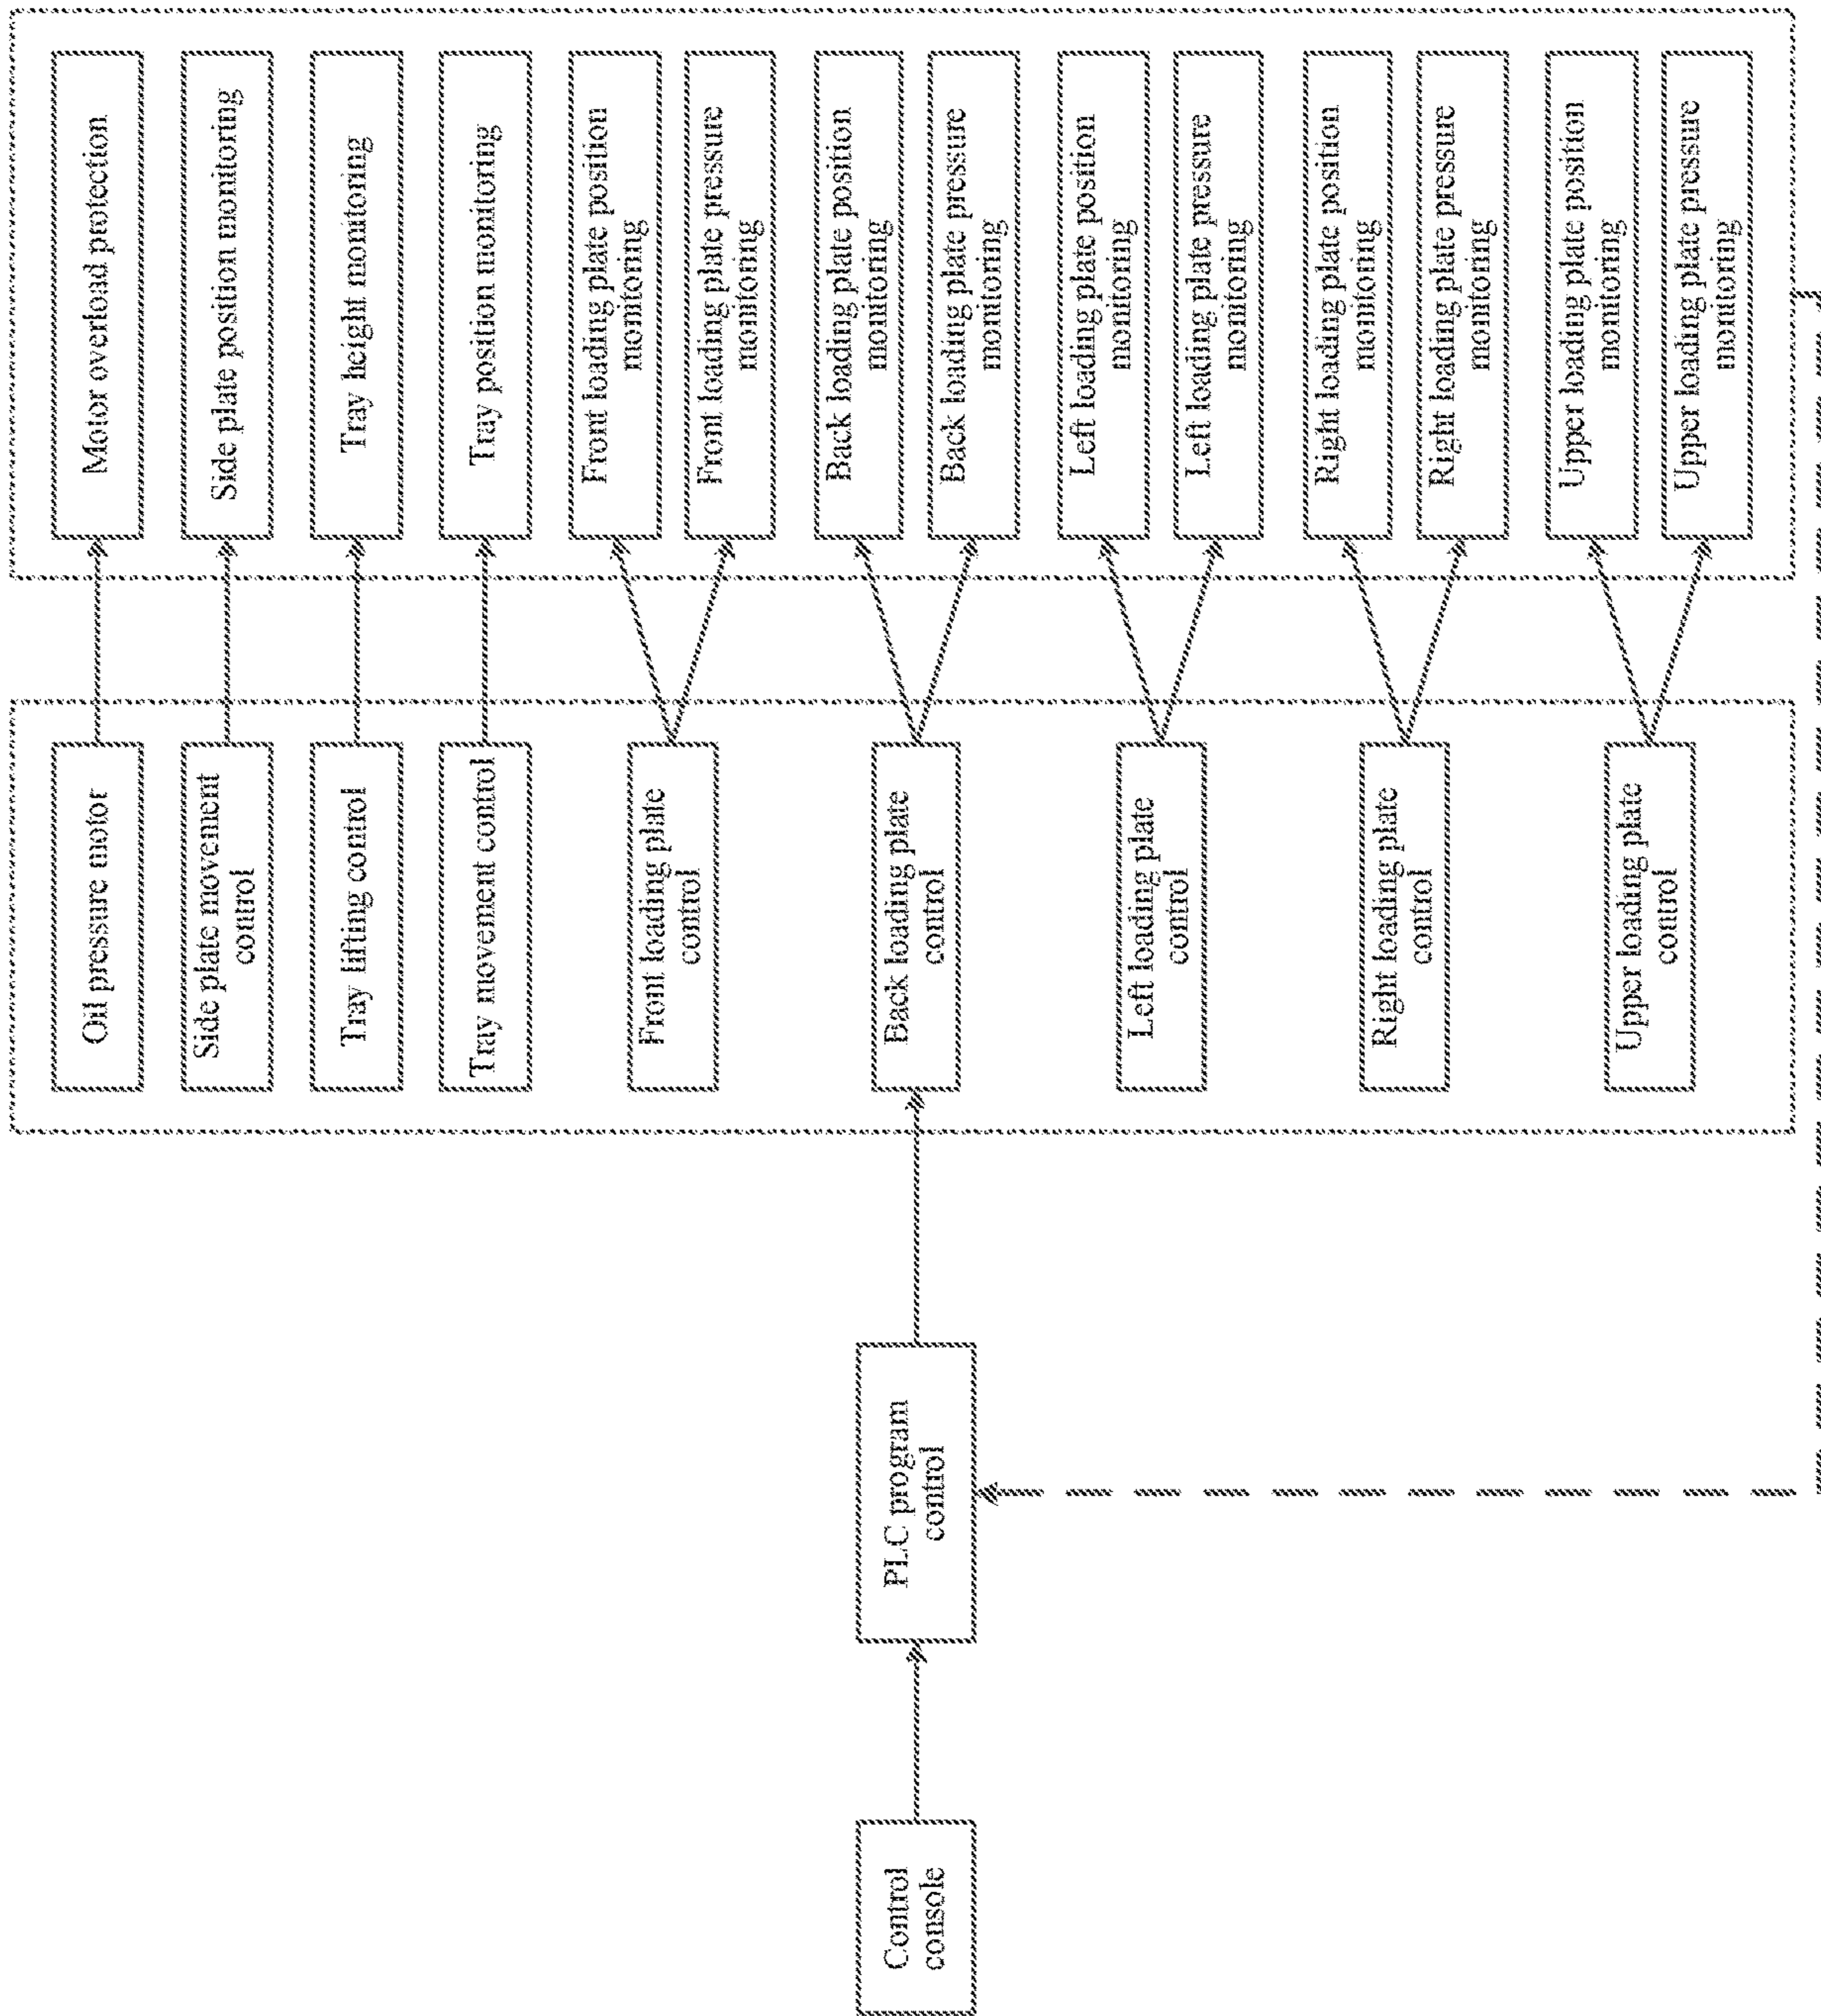 Control
console
PLC program
control
Oil pressure motor
Side plate movement
control
Tray lifting control
Tray movement control
Front loading plate
control
Back loading plate
control
Left loading plate
control
Right loading plate
control
Upper loading plate
control
Motor overload protection
Side plate position monitoring
Tray height monitoring
Tray position monitoring
Front loading plate position
monitoring
Front loading plate pressure
monitoring
Back loading plate position
monitoring
Back loading plate pressure
monitoring
Left loading plate position
monitoring
Left loading plate pressure
monitoring
Right loading plate position
monitoring
Right loading plate pressure
monitoring
Upper loading plate position
monitoring
Upper loading plate pressure
monitoring